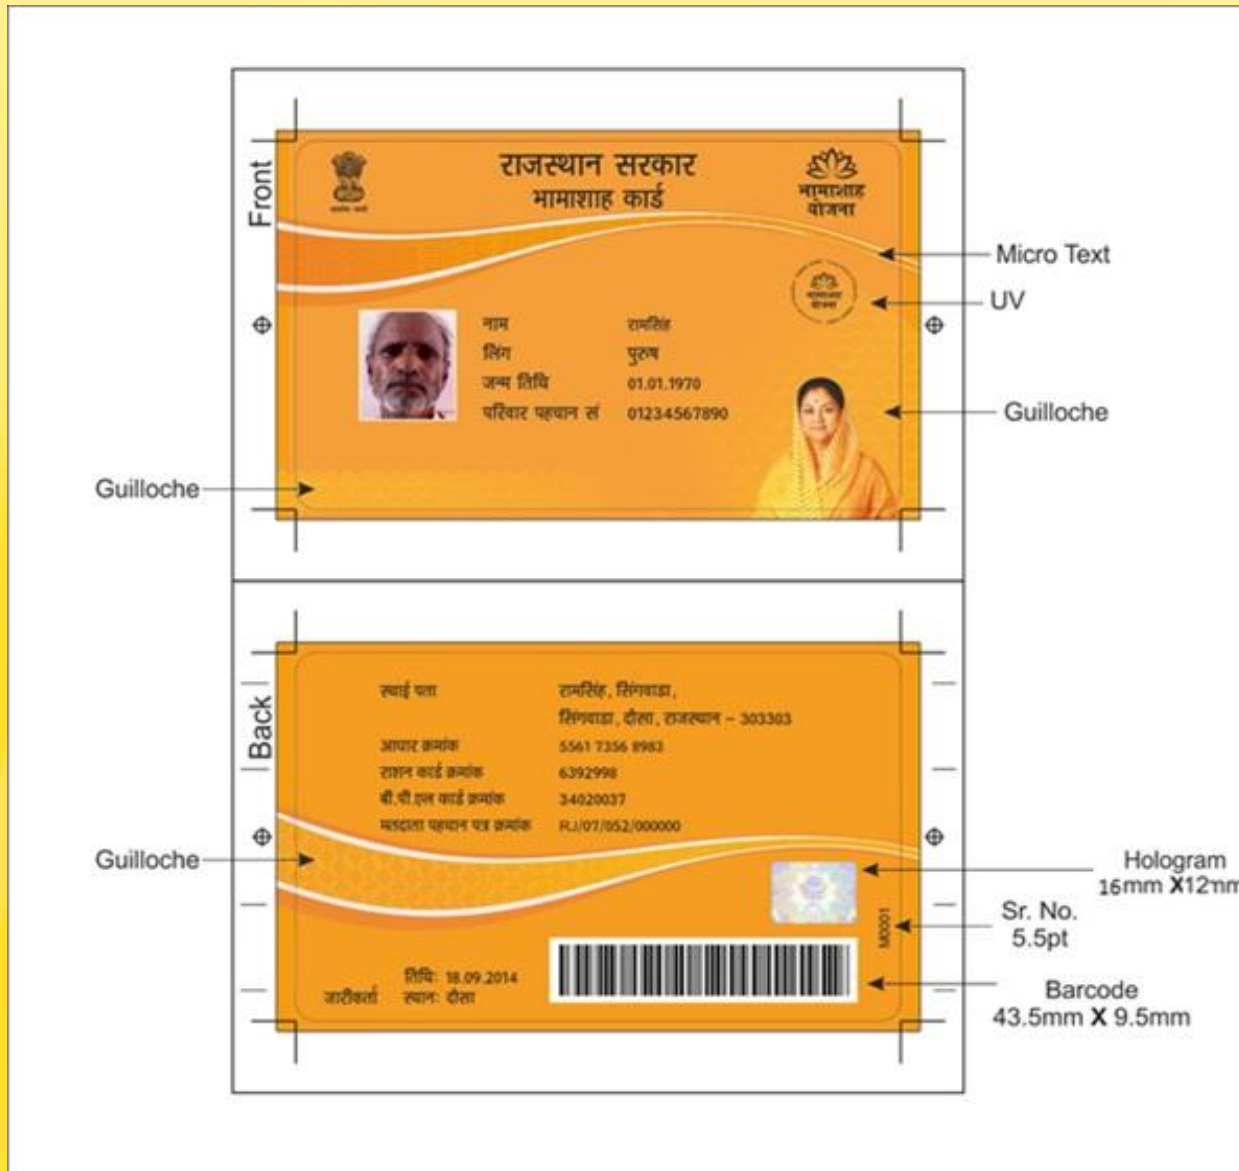 Front
राजस्थान सरकार
भामाशाह कार्ड
भामाशाह
योजना
Micro Text
भामाशाह
योजना
UV
नाम रामसिंह
लिंग पुरुष
जन्म तिथि 01.01.1970
परिवार पहचान सं 01234567890
Guilloche
Guilloche
Back
स्थाई पता रामसिंह, सिंगवाडा,
सिंगवाडा, दौसा, राजस्थान – 303303
आधार क्रमांक 5561 7356 8983
राशन कार्ड क्रमांक 6392998
बी.पी.एल कार्ड क्रमांक 34020037
मतदाता पहचान पत्र क्रमांक RJ/07/052/000000
Guilloche
Hologram
16mm X12mm
Sr. No.
5.5pt
M0001
Barcode
43.5mm X 9.5mm
तिथिः 18.09.2014
जारीकर्ता स्थानः दौसा